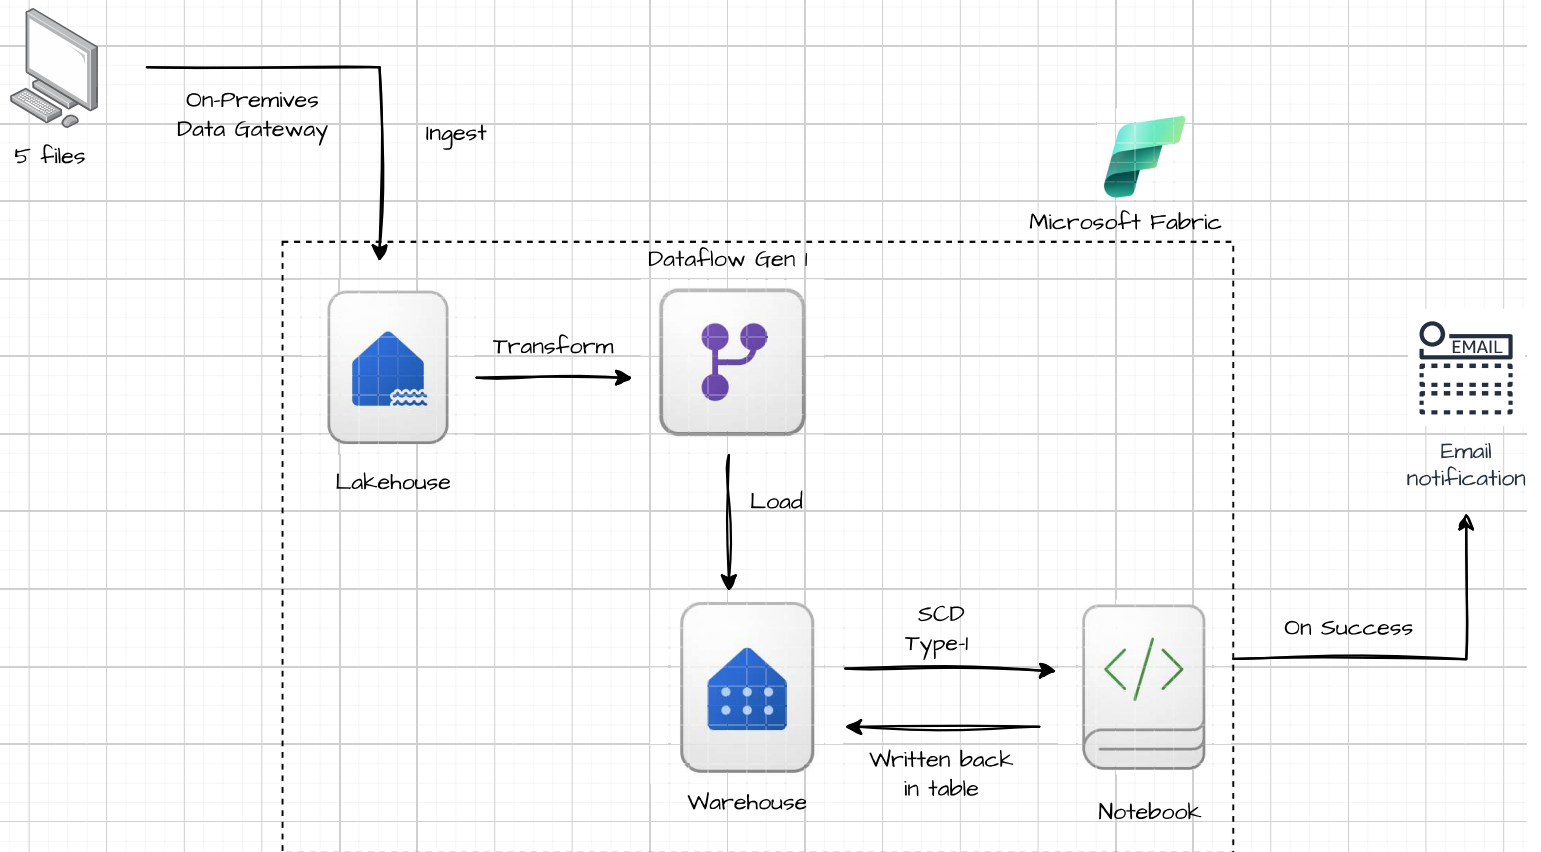 On-Premives
Data Gateway
Ingest
5 files
Microsoft Fabric
Dataflow Gen 1
Transform
EMAIL
Email
notification
Lakehouse
Load
SCD
Type-1
On Success
Written back
in table
Warehouse
Notebook